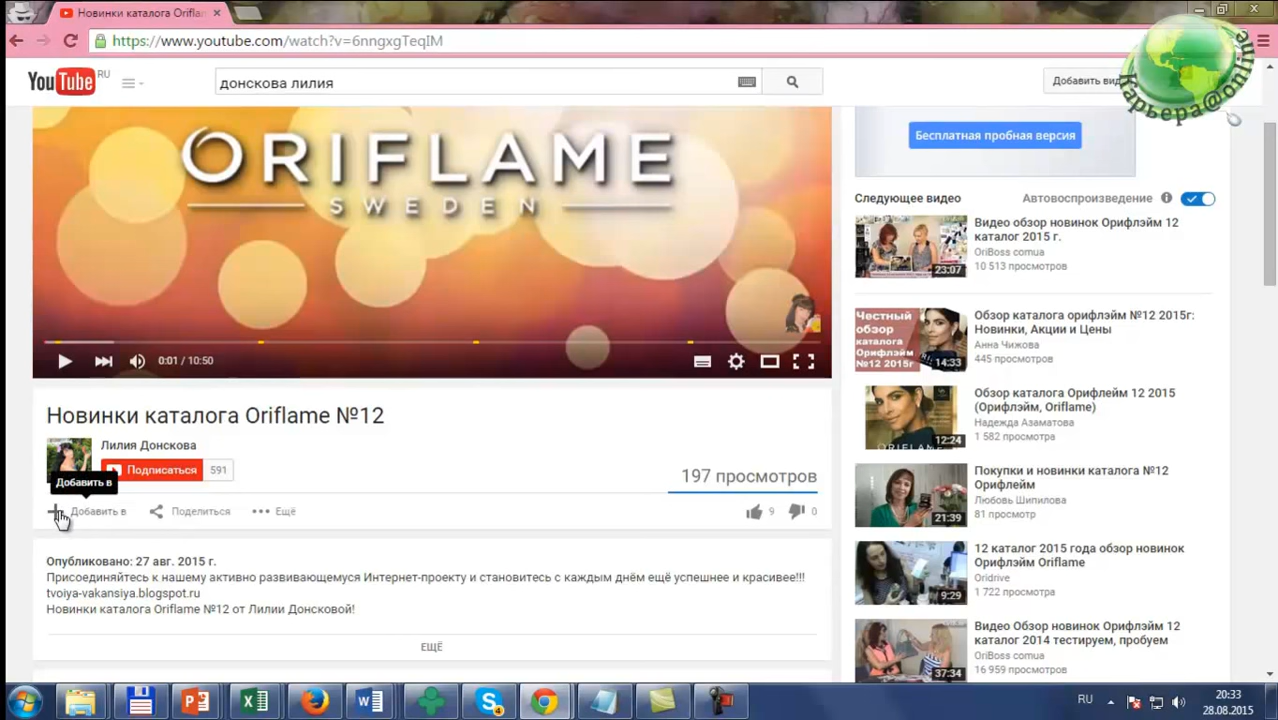 Новинки каталога Orifla
https://www.youtube.com/watch?v=6nngxgTeqIM
Карьера@online
YouTube RU
донскова лилия
Добавить вид
ORIFLAME
SWEDEN
0:01 / 10:50
Новинки каталога Oriflame №12
Лилия Донскова
Подписаться 591
Добавить в
197 просмотров
Добавить в
Поделиться
Ещё
9
0
Опубликовано: 27 авг. 2015 г.
Присоединяйтесь к нашему активно развивающемуся Интернет-проекту и становитесь с каждым днём ещё успешнее и красивее!!!
tvoiya-vakansiya.blogspot.ru
Новинки каталога Oriflame №12 от Лилии Донсковой!
ЕЩЁ
Бесплатная пробная версия
Следующее видео
Автовоспроизведение
Видео обзор новинок Орифлэйм 12
каталог 2015 г.
OriBoss comua
10 513 просмотров
23:07
Честный
обзор
каталога
Орифлэйм
№12 2015г
14:33
Обзор каталога орифлэйм №12 2015г:
Новинки, Акции и Цены
Анна Чижова
445 просмотров
12:24
Обзор каталога Орифлейм 12 2015
(Орифлэйм, Oriflame)
Надежда Азаматова
1 582 просмотра
21:39
Покупки и новинки каталога №12
Орифлейм
Любовь Шипилова
81 просмотр
9:29
12 каталог 2015 года обзор новинок
Орифлэйм Oriflame
Oridrive
1 722 просмотра
37:34
Видео Обзор новинок Орифлэйм 12
каталог 2014 тестируем, пробуем
OriBoss comua
16 959 просмотров
4
RU
20:33
28.08.2015